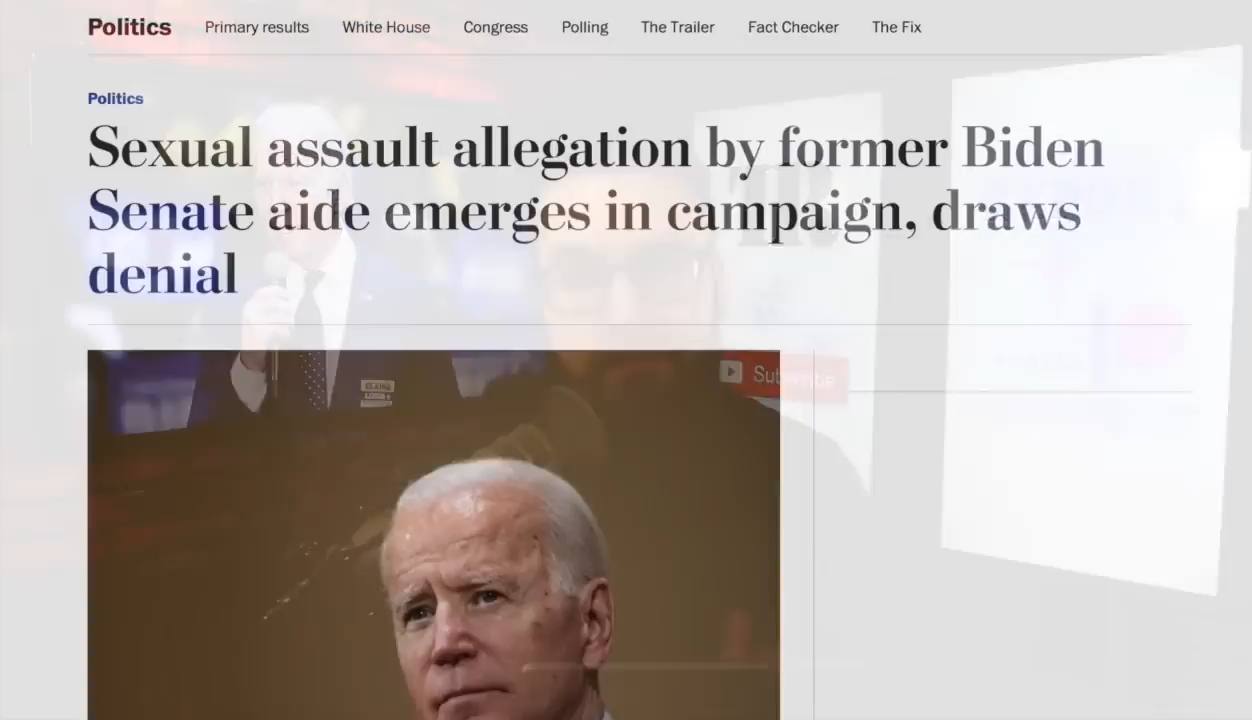 Politics Primary results White House Congress Polling The Trailer Fact Checker The Fix
Politics
Sexual assault allegation by former Biden
Senate aide emerges in campaign, draws
denial
Subscribe